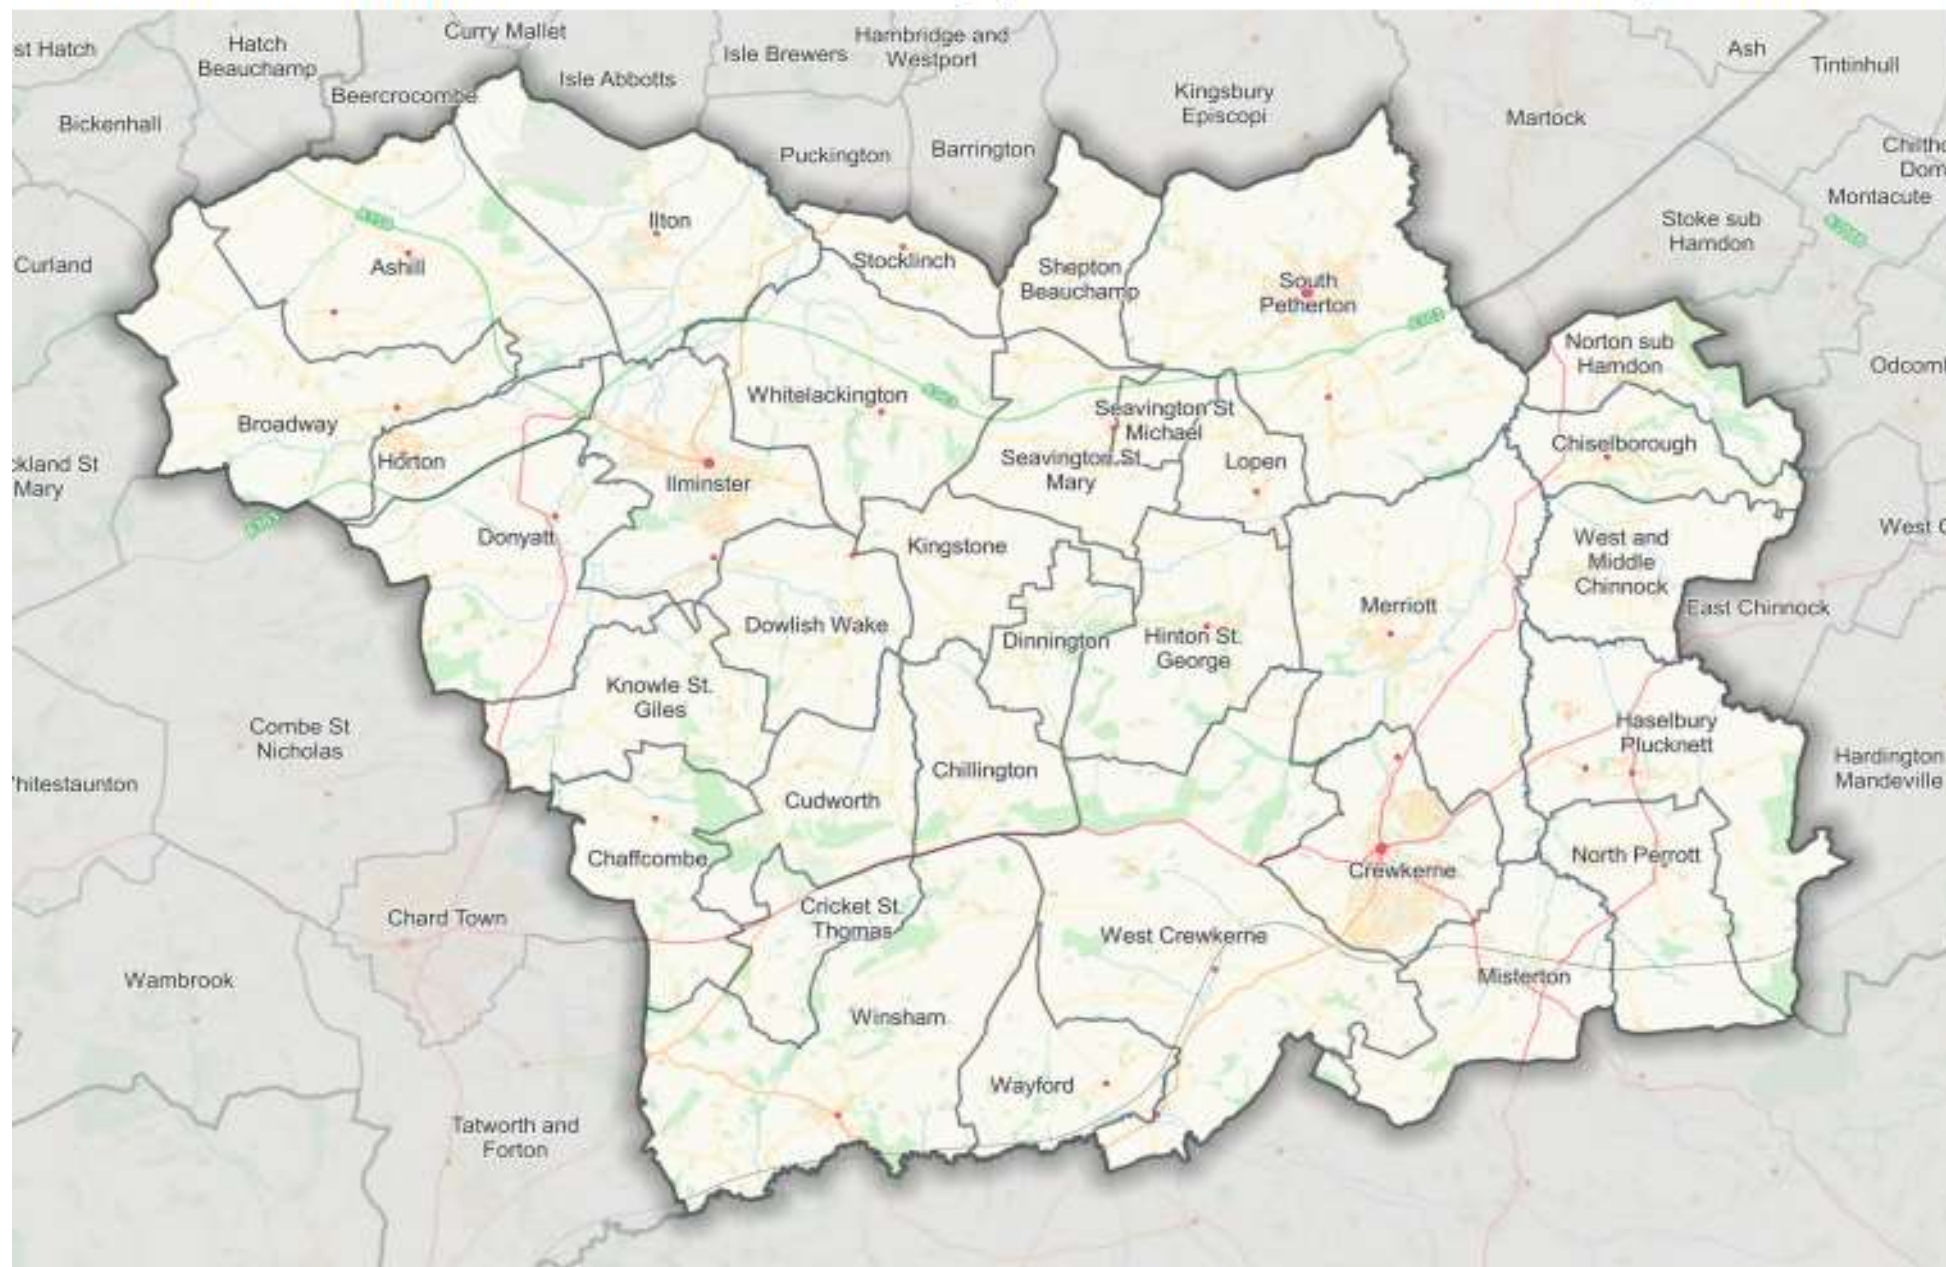 Curry Mallet
Hambridge and
Westport
st Hatch
Hatch
Beauchamp
Isle Brewers
Ash
Tintinhull
Isle Abbotts
Beercrocombe
Kingsbury
Episcopi
Martock
Bickenhall
Puckington
Barrington
Chiltho
Dom
Montacute
Ilton
Stoke sub
Hamdon
Curland
Ashill
Stocklinch
Shepton
Beauchamp
South
Petherton
Norton sub
Hamdon
Odcom
Whitelackington
Broadway
Seavington St
Michael
Chiselborough
ckland St
Mary
Horton
Ilminster
Seavington St
Mary
Lopen
Donyatt
Kingstone
West and
Middle
Chinnock
West C
Merriott
East Chinnock
Dowlish Wake
Dinnington
Hinton St.
George
Knowle St.
Giles
Haselbury
Plucknett
Combe St
Nicholas
Chillington
Hardington
Mandeville
hitestaunton
Cudworth
Chaffcombe
North Perrott
Crewkerne
Chard Town
Cricket St.
Thomas
West Crewkerne
Wambrook
Misterton
Winsham
Wayford
Tatworth and
Forton